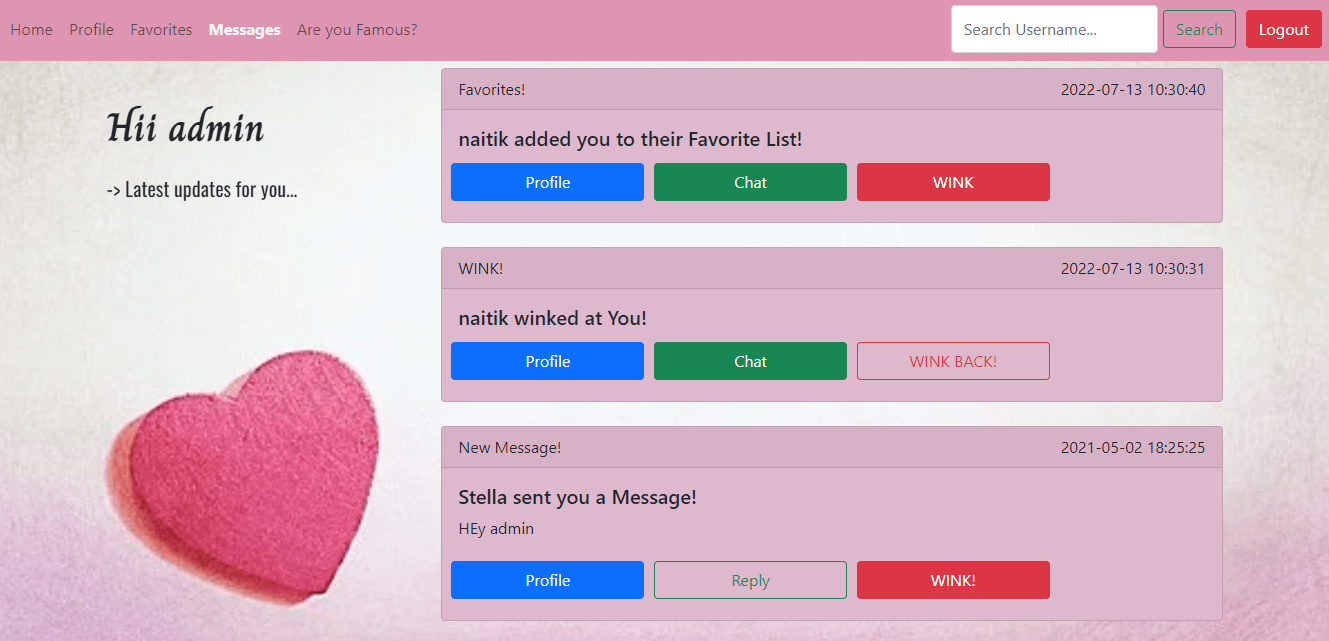 Home Profile Favorites Messages Are you Famous? Search Username... Search Logout
Hii admin
-> Latest updates for you...
Favorites! 2022-07-13 10:30:40
naitik added you to their Favorite List!
Profile Chat WINK
WINK! 2022-07-13 10:30:31
naitik winked at You!
Profile Chat WINK BACK!
New Message! 2021-05-02 18:25:25
Stella sent you a Message!
HEy admin
Profile Reply WINK!